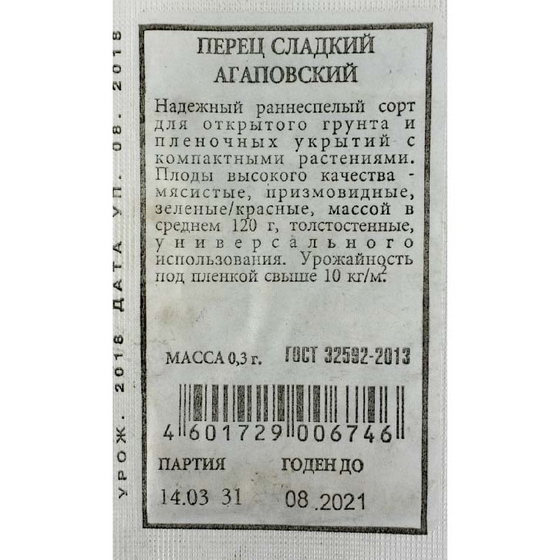 ПЕРЕЦ СЛАДКИЙ
АГАПОВСКИЙ
Надежный раннеспелый сорт
для открытого грунта и
пленочных укрытий с
компактными растениями.
Плоды высокого качества -
мясистые, призмовидные,
зеленые/красные, массой в
среднем 120 г, толстостенные,
универсального
использования. Урожайность
под пленкой свыше 10 кг/м².
МАССА 0,3 г. ГОСТ 32592-2013
4 601729 006746
ПАРТИЯ ГОДЕН ДО
14.03 31 08.2021
УРОЖ. 2018 ДАТА УП. 08. 2018